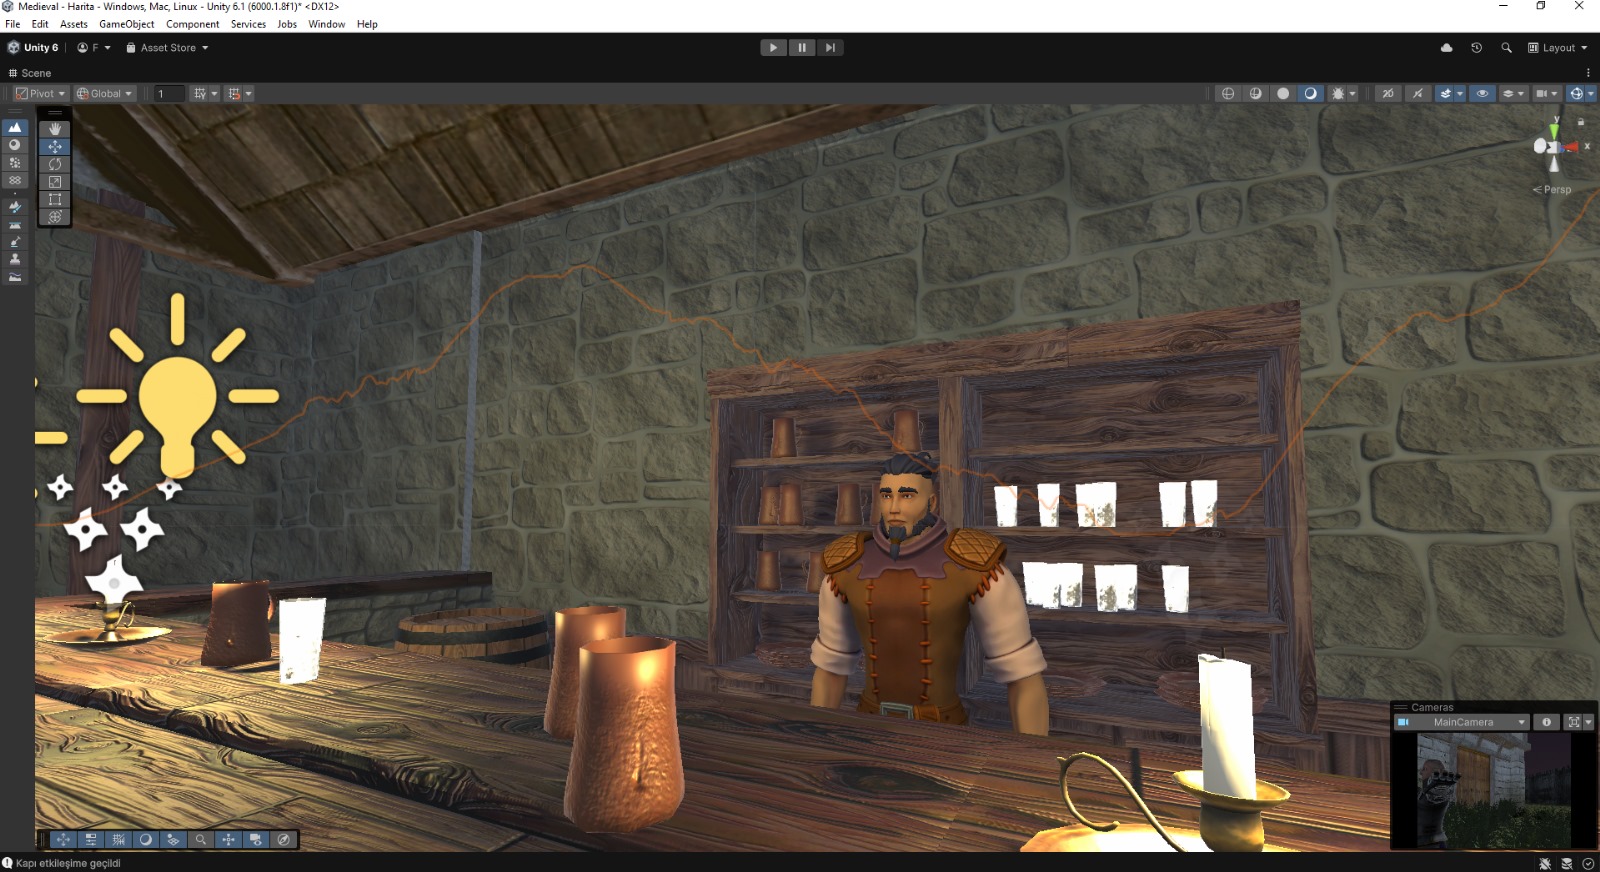 Medieval - Harita - Windows, Mac, Linux - Unity 6.1 (6000.1.8f1)* <DX12>
File Edit Assets GameObject Component Services Jobs Window Help
Unity 6 F Asset Store Layout
Scene
Pivot Global 1 2D
y
x
Persp
Cameras
MainCamera
Kapı etkileşime geçildi